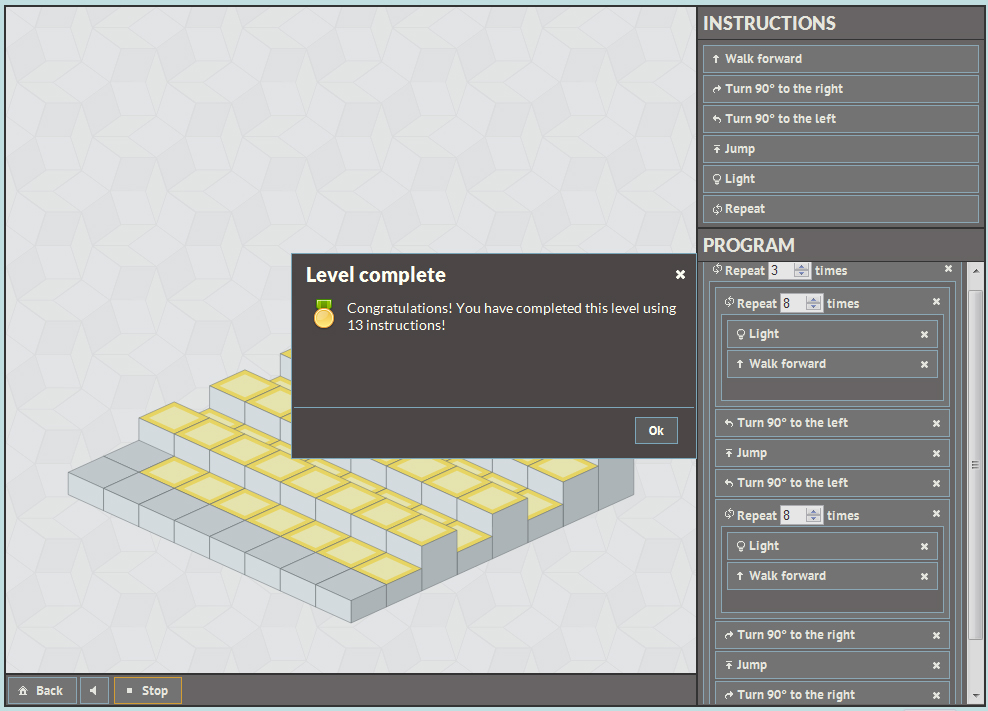 INSTRUCTIONS
Walk forward
Turn 90° to the right
Turn 90° to the left
Jump
Light
Repeat
PROGRAM
Repeat 3 times
Repeat 8 times
Light
Walk forward
Turn 90° to the left
Jump
Turn 90° to the left
Repeat 8 times
Light
Walk forward
Turn 90° to the right
Jump
Turn 90° to the right
Level complete
Congratulations! You have completed this level using
13 instructions!
Ok
Back
Stop